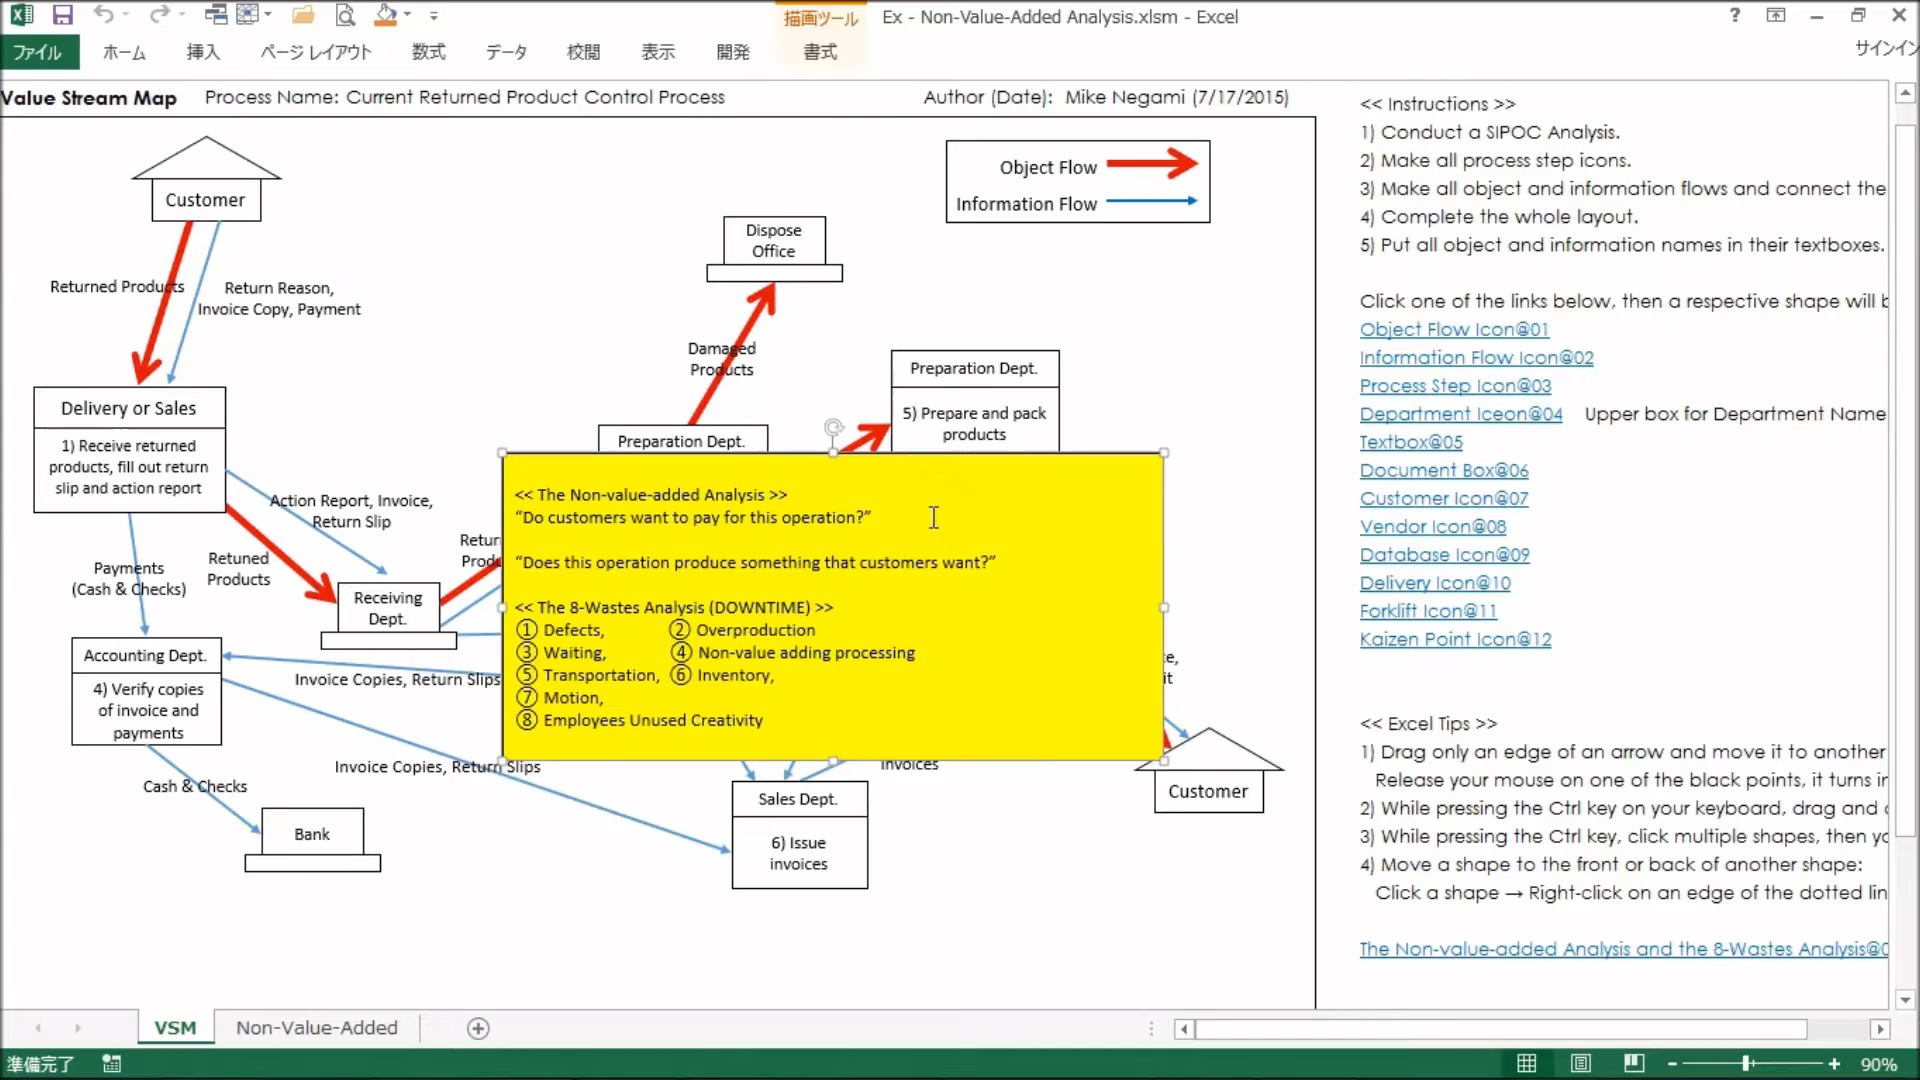 描画ツール
Ex - Non-Value-Added Analysis.xlsm - Excel
ファイル
ホーム
挿入
ページ レイアウト
数式
データ
校閲
表示
開発
書式
サインイン
Value Stream Map
Process Name: Current Returned Product Control Process
Author (Date): Mike Negami (7/17/2015)
Customer
Object Flow
Information Flow
Dispose
Office
Returned Products
Return Reason,
Invoice Copy, Payment
Damaged
Products
Preparation Dept.
5) Prepare and pack
products
Delivery or Sales
1) Receive returned
products, fill out return
slip and action report
Preparation Dept.
Action Report, Invoice,
Return Slip
Retuned
Products
Payments
(Cash & Checks)
Receiving
Dept.
Accounting Dept.
4) Verify copies
of invoice and
payments
Invoice Copies, Return Slips
Invoice Copies, Return Slips
Cash & Checks
Bank
<< The Non-value-added Analysis >>
“Do customers want to pay for this operation?”
“Does this operation produce something that customers want?”
<< The 8-Wastes Analysis (DOWNTIME) >>
① Defects, ② Overproduction
③ Waiting, ④ Non-value adding processing
⑤ Transportation, ⑥ Inventory,
⑦ Motion,
⑧ Employees Unused Creativity
Invoices
Sales Dept.
6) Issue
invoices
Customer
<< Instructions >>
1) Conduct a SIPOC Analysis.
2) Make all process step icons.
3) Make all object and information flows and connect the
4) Complete the whole layout.
5) Put all object and information names in their textboxes.
Click one of the links below, then a respective shape will
Object Flow Icon@01
Information Flow Icon@02
Process Step Icon@03
Department Iceon@04 Upper box for Department Name
Textbox@05
Document Box@06
Customer Icon@07
Vendor Icon@08
Database Icon@09
Delivery Icon@10
Forklift Icon@11
Kaizen Point Icon@12
<< Excel Tips >>
1) Drag only an edge of an arrow and move it to another
Release your mouse on one of the black points, it turns
2) While pressing the Ctrl key on your keyboard, drag and
3) While pressing the Ctrl key, click multiple shapes, then
4) Move a shape to the front or back of another shape:
Click a shape → Right-click on an edge of the dotted
The Non-value-added Analysis and the 8-Wastes Analysis@
VSM
Non-Value-Added
準備完了
90%